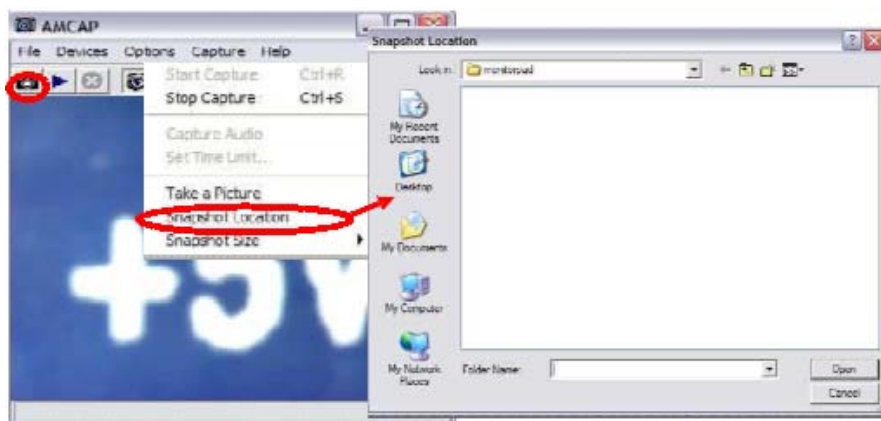 AMCAP
File Devices Options Capture Help
Start Capture Ctrl+R
Stop Capture Ctrl+S
Capture Audio
Set Time Limit...
Take a Picture
Snapshot Location
Snapshot Size
+5V
Snapshot Location
Look in:
My Recent
Documents
Desktop
My Documents
My Computer
My Network
Places
Folder Name:
Open
Cancel